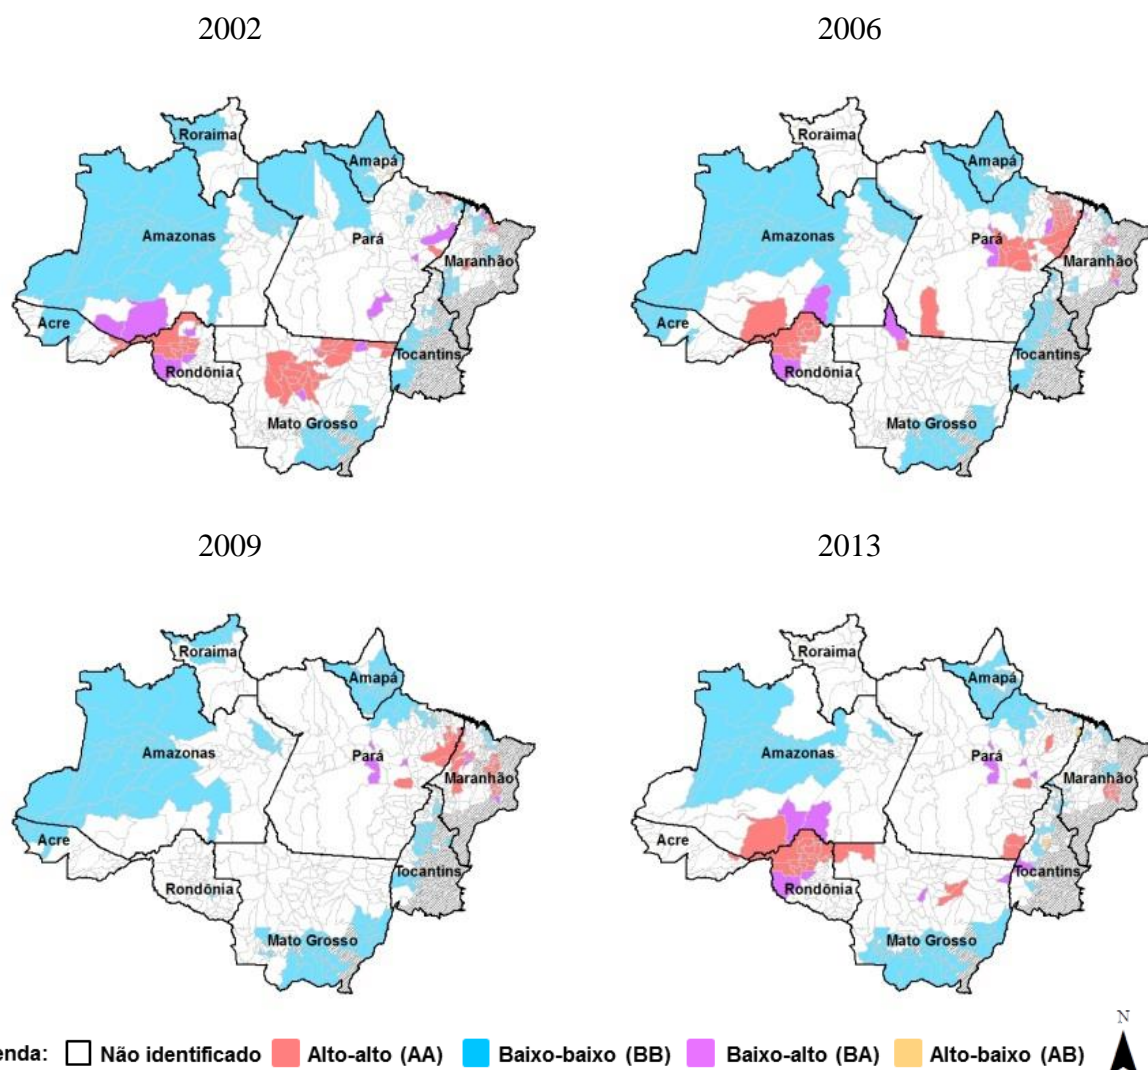 2002
2006
Roraima
Amapá
Amazonas
Pará
Maranhão
Acre
Rondônia
Tocantins
Mato Grosso
Roraima
Amapá
Amazonas
Pará
Maranhão
Acre
Rondônia
Tocantins
Mato Grosso
2009
2013
Roraima
Amapá
Amazonas
Pará
Maranhão
Acre
Rondônia
Tocantins
Mato Grosso
Roraima
Amapá
Amazonas
Pará
Maranhão
Acre
Rondônia
Tocantins
Mato Grosso
N
enda: Não identificado Alto-alto (AA) Baixo-baixo (BB) Baixo-alto (BA) Alto-baixo (AB)